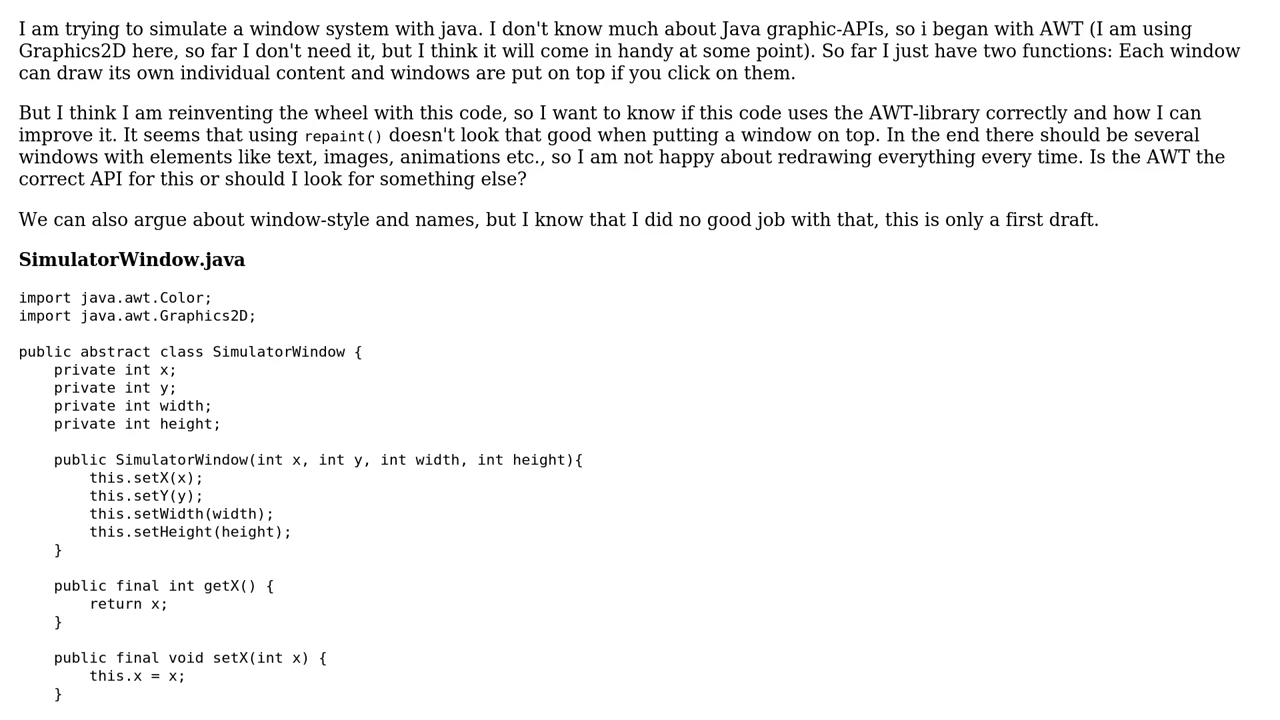 I am trying to simulate a window system with java. I don't know much about Java graphic-APIs, so i began with AWT (I am using
Graphics2D here, so far I don't need it, but I think it will come in handy at some point). So far I just have two functions: Each window
can draw its own individual content and windows are put on top if you click on them.
But I think I am reinventing the wheel with this code, so I want to know if this code uses the AWT-library correctly and how I can
improve it. It seems that using repaint() doesn't look that good when putting a window on top. In the end there should be several
windows with elements like text, images, animations etc., so I am not happy about redrawing everything every time. Is the AWT the
correct API for this or should I look for something else?
We can also argue about window-style and names, but I know that I did no good job with that, this is only a first draft.
SimulatorWindow.java
import java.awt.Color;
import java.awt.Graphics2D;
public abstract class SimulatorWindow {
    private int x;
    private int y;
    private int width;
    private int height;
    public SimulatorWindow(int x, int y, int width, int height){
        this.setX(x);
        this.setY(y);
        this.setWidth(width);
        this.setHeight(height);
    }
    public final int getX() {
        return x;
    }
    public final void setX(int x) {
        this.x = x;
    }